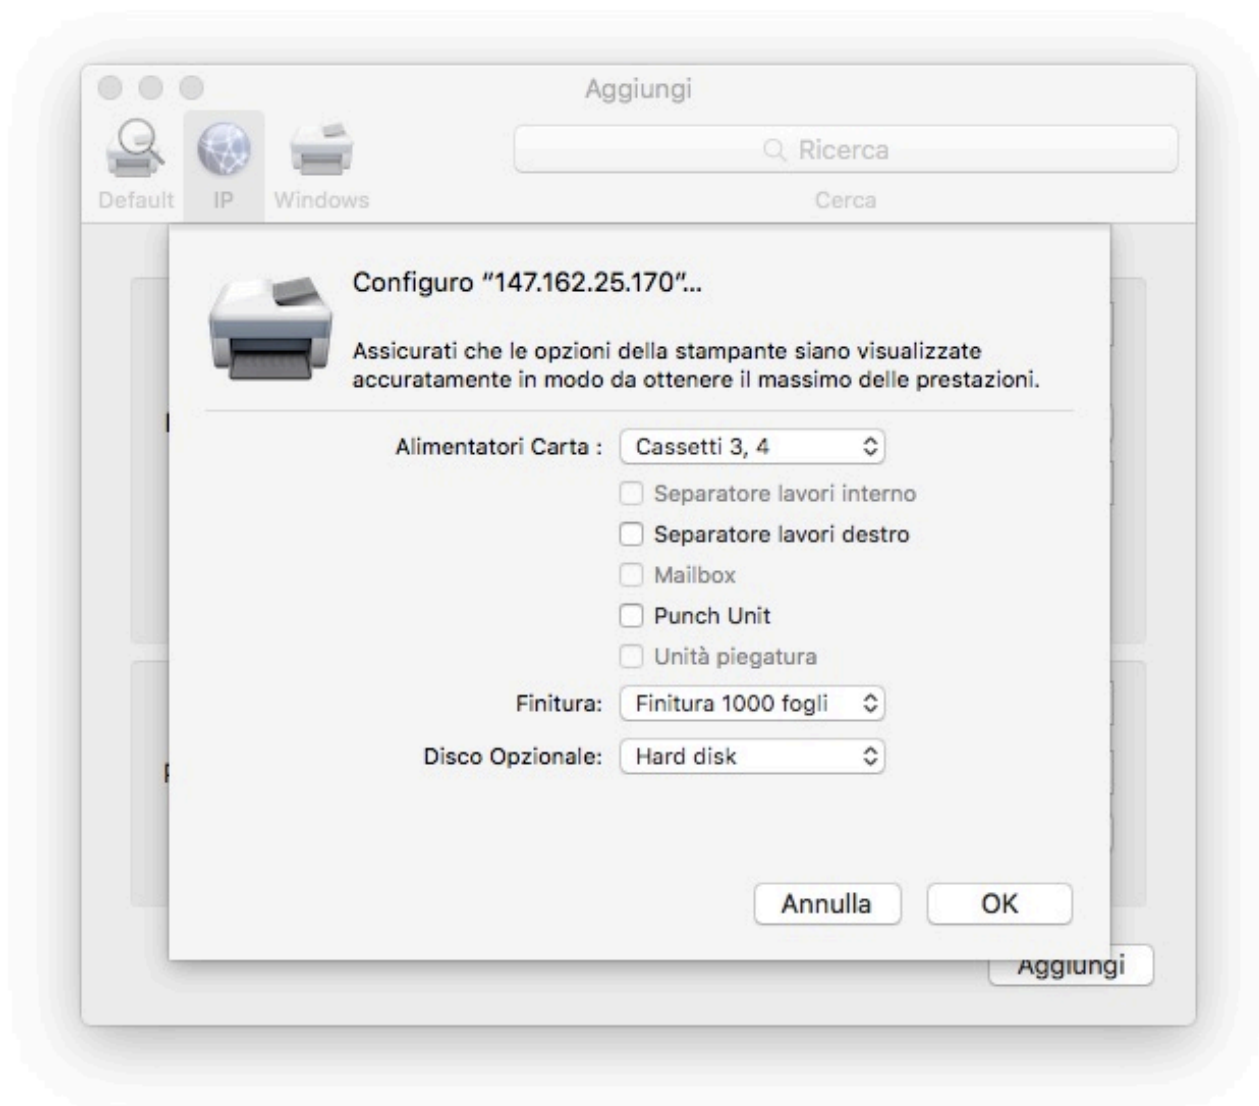 Aggiungi
Ricerca
Default IP Windows Cerca
Configuro “147.162.25.170”...
Assicurati che le opzioni della stampante siano visualizzate
accuratamente in modo da ottenere il massimo delle prestazioni.
Alimentatori Carta : Cassetti 3, 4
Separatore lavori interno
Separatore lavori destro
Mailbox
Punch Unit
Unità piegatura
Finitura: Finitura 1000 fogli
Disco Opzionale: Hard disk
Annulla OK
Aggiungi